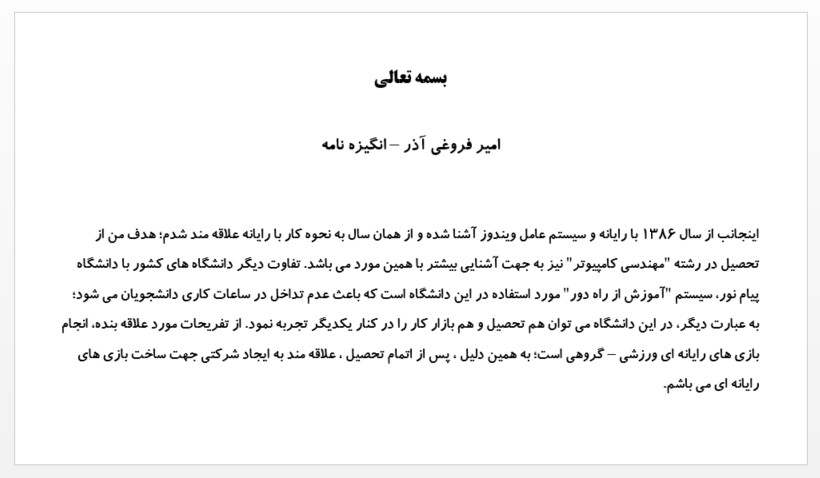 بسمه تعالی
امیر فروغی آذر – انگیزه نامه
اینجانب از سال ۱۳۸۶ با رایانه و سیستم عامل ویندوز آشنا شده و از همان سال به نحوه کار با رایانه علاقه مند شدم؛ هدف من از
تحصیل در رشته "مهندسی کامپیوتر" نیز به جهت آشنایی بیشتر با همین مورد می باشد. تفاوت دیگر دانشگاه های کشور با دانشگاه
پیام نور، سیستم "آموزش از راه دور" مورد استفاده در این دانشگاه است که باعث عدم تداخل در ساعات کاری دانشجویان می شود؛
به عبارت دیگر، در این دانشگاه می توان هم تحصیل و هم بازار کار را در کنار یکدیگر تجربه نمود. از تفریحات مورد علاقه بنده، انجام
بازی های رایانه ای ورزشی – گروهی است؛ به همین دلیل ، پس از اتمام تحصیل ، علاقه مند به ایجاد شرکتی جهت ساخت بازی های
رایانه ای می باشم.